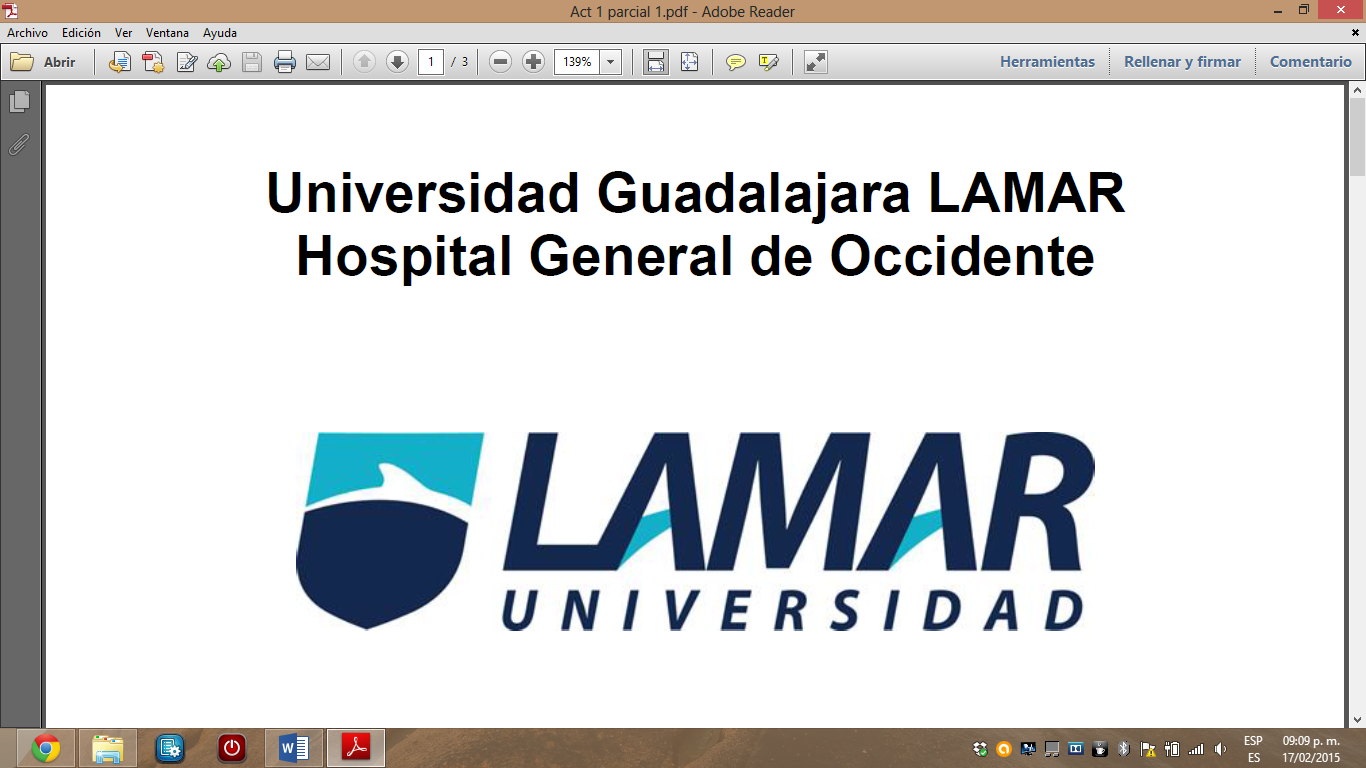 Act 1 parcial 1.pdf - Adobe Reader
Archivo Edición Ver Ventana Ayuda
Abrir 1 / 3 139% Herramientas Rellenar y firmar Comentario
Universidad Guadalajara LAMAR
Hospital General de Occidente
LAMAR
UNIVERSIDAD
ESP 09:09 p. m.
ES 17/02/2015